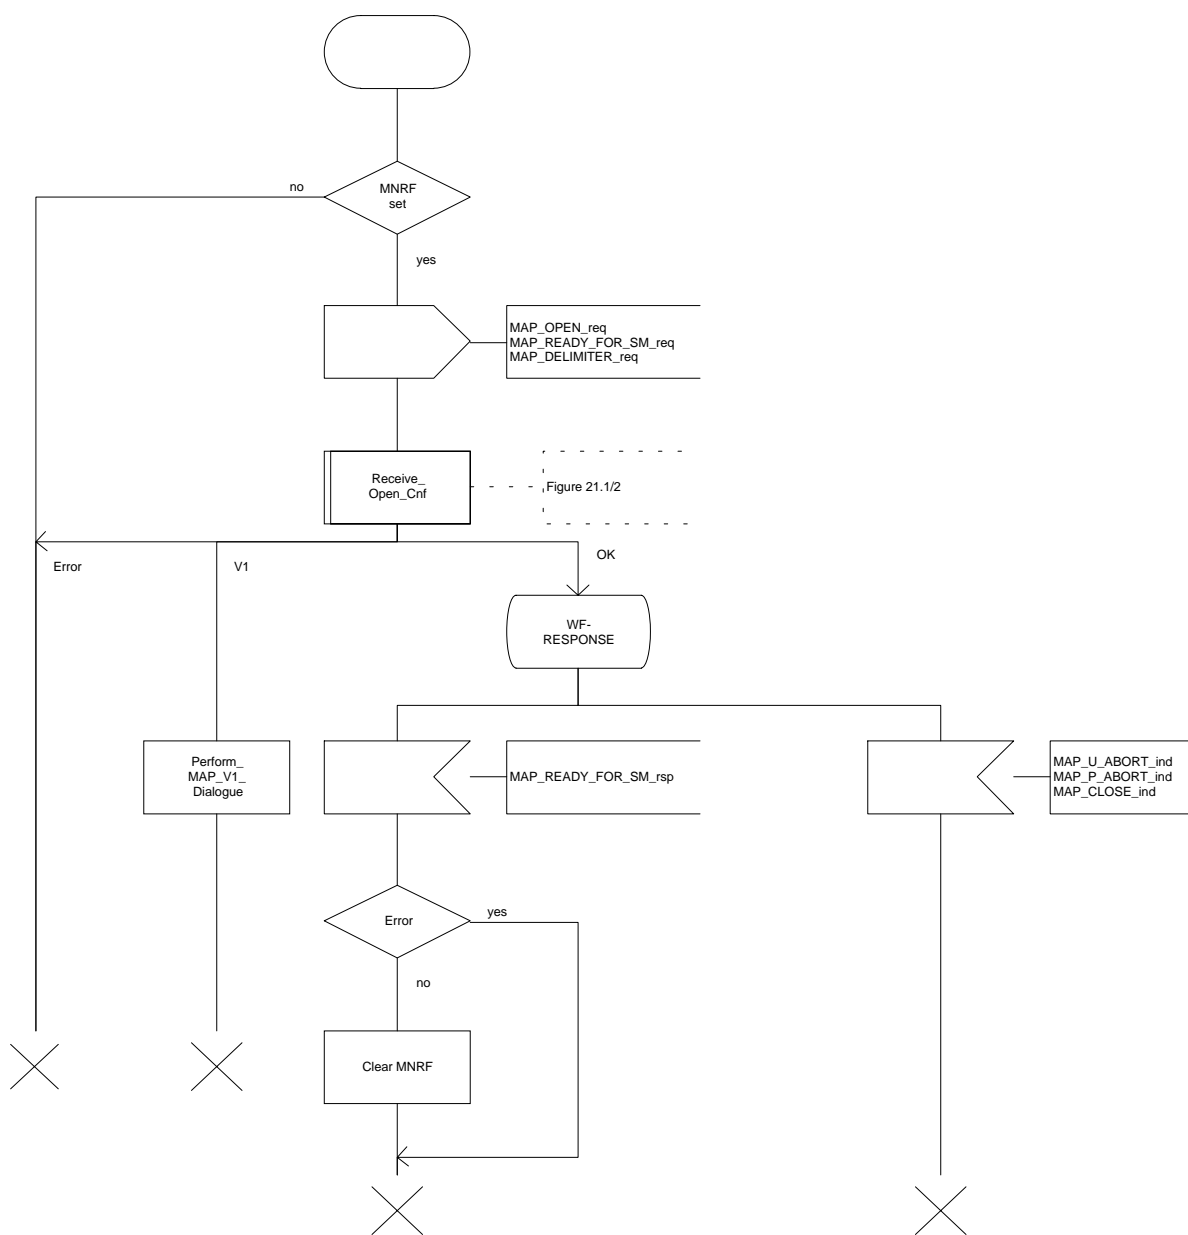 no
MNRF
set
yes
MAP_OPEN_req
MAP_READY_FOR_SM_req
MAP_DELIMITER_req
Receive_
Open_Cnf
Figure 21.1/2
Error
V1
OK
WF-
RESPONSE
Perform_
MAP_V1_
Dialogue
MAP_READY_FOR_SM_rsp
MAP_U_ABORT_ind
MAP_P_ABORT_ind
MAP_CLOSE_ind
Error
yes
no
Clear MNRF